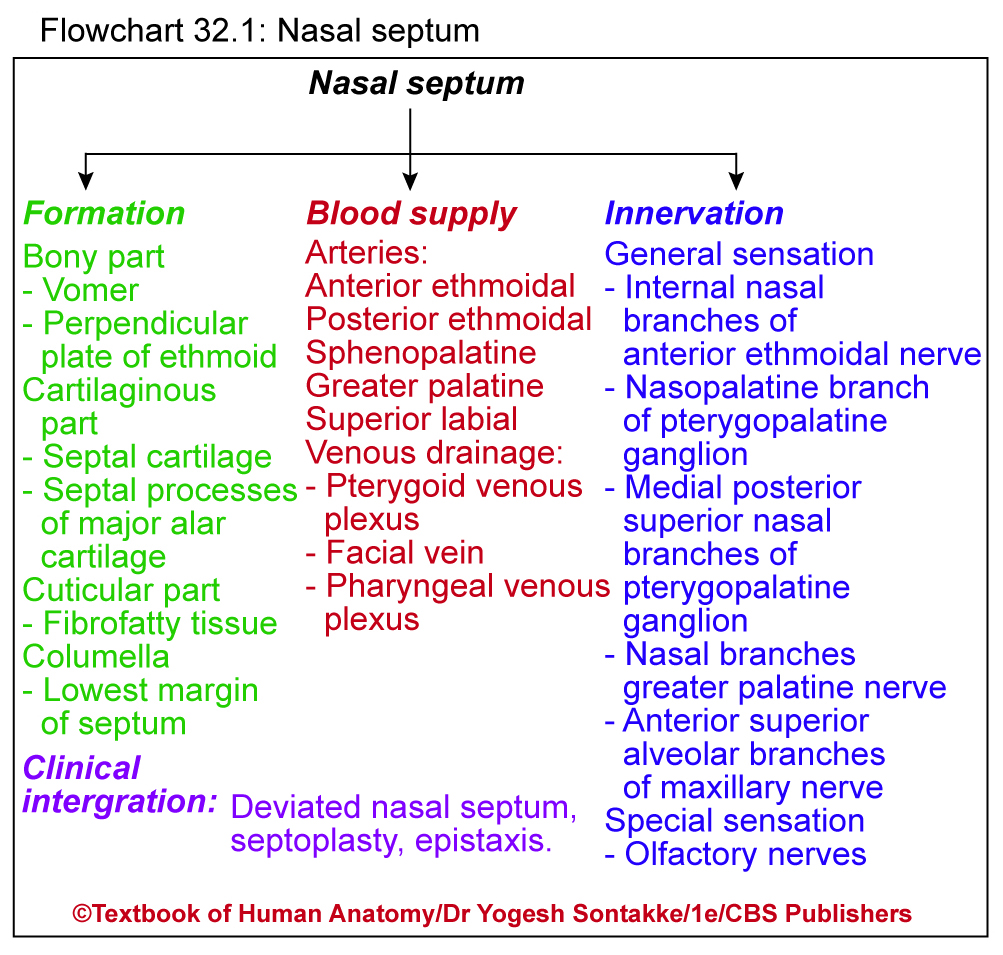 Flowchart 32.1: Nasal septum
Nasal septum
Formation
Bony part
- Vomer
- Perpendicular
plate of ethmoid
Cartilaginous
part
- Septal cartilage
- Septal processes
of major alar
cartilage
Cuticular part
- Fibrofatty tissue
Columella
- Lowest margin
of septum
Blood supply
Arteries:
Anterior ethmoidal
Posterior ethmoidal
Sphenopalatine
Greater palatine
Superior labial
Venous drainage:
- Pterygoid venous
plexus
- Facial vein
- Pharyngeal venous
plexus
Innervation
General sensation
- Internal nasal
branches of
anterior ethmoidal nerve
- Nasopalatine branch
of pterygopalatine
ganglion
- Medial posterior
superior nasal
branches of
pterygopalatine
ganglion
- Nasal branches
greater palatine nerve
- Anterior superior
alveolar branches
of maxillary nerve
Special sensation
- Olfactory nerves
Clinical
intergration:
Deviated nasal septum,
septoplasty, epistaxis.
©Textbook of Human Anatomy/Dr Yogesh Sontakke/1e/CBS Publishers